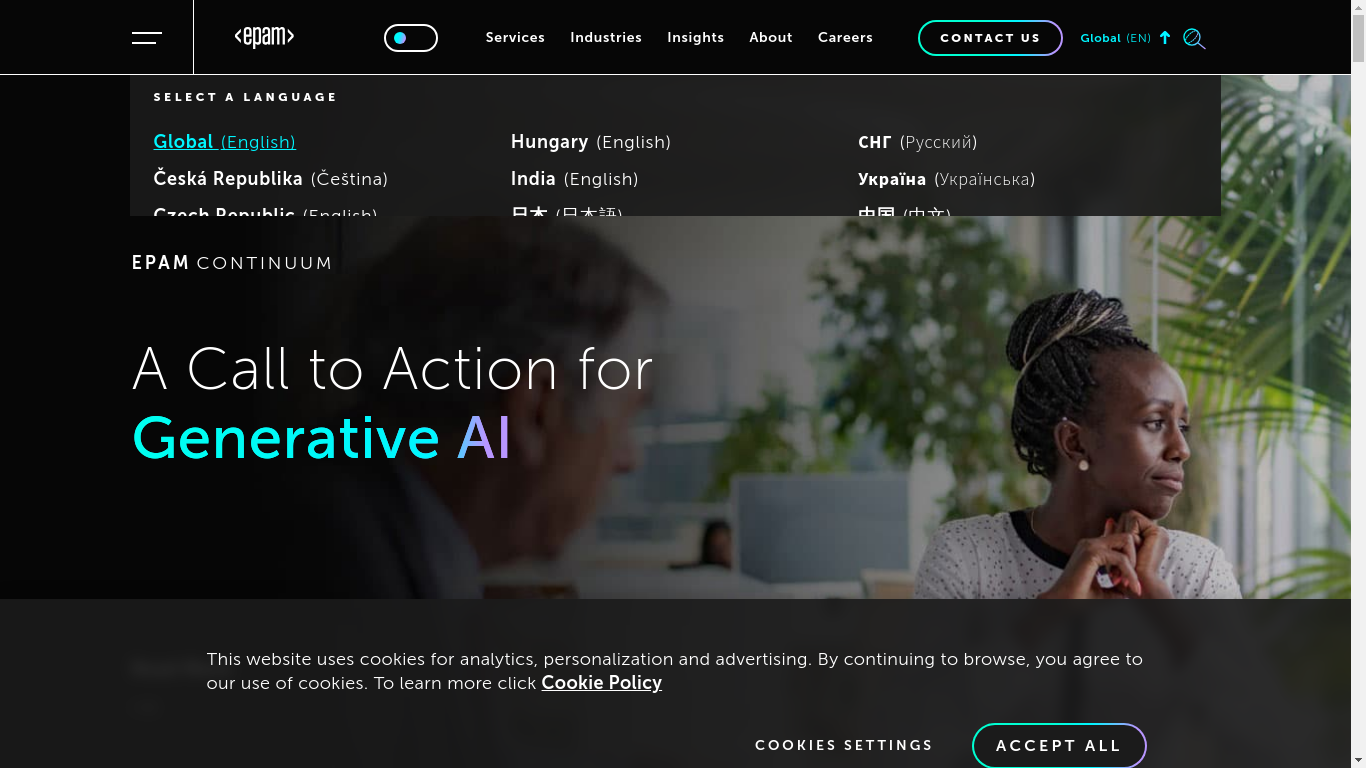 <epam>
Services Industries Insights About Careers
CONTACT US
Global (EN)
SELECT A LANGUAGE
Global (English) Hungary (English) СНГ (Русский)
Česká Republika (Čeština) India (English) Україна (Українська)
Czech Republic (English) 日本 (日本語) 中国 (中文)
EPAM CONTINUUM
A Call to Action for
Generative AI
This website uses cookies for analytics, personalization and advertising. By continuing to browse, you agree to
our use of cookies. To learn more click Cookie Policy
COOKIES SETTINGS
ACCEPT ALL